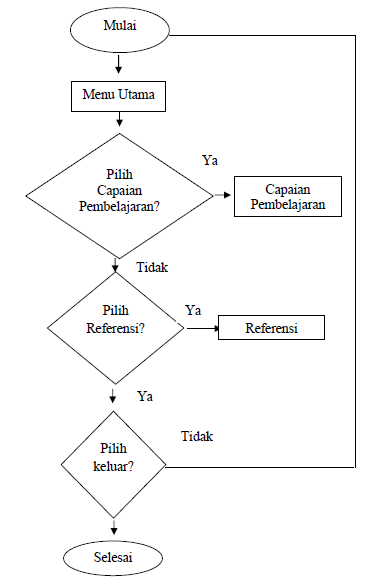 Mulai
Menu Utama
Pilih
Capaian
Pembelajaran?
Ya
Capaian
Pembelajaran
Tidak
Pilih
Referensi?
Ya
Referensi
Ya
Pilih
keluar?
Tidak
Selesai